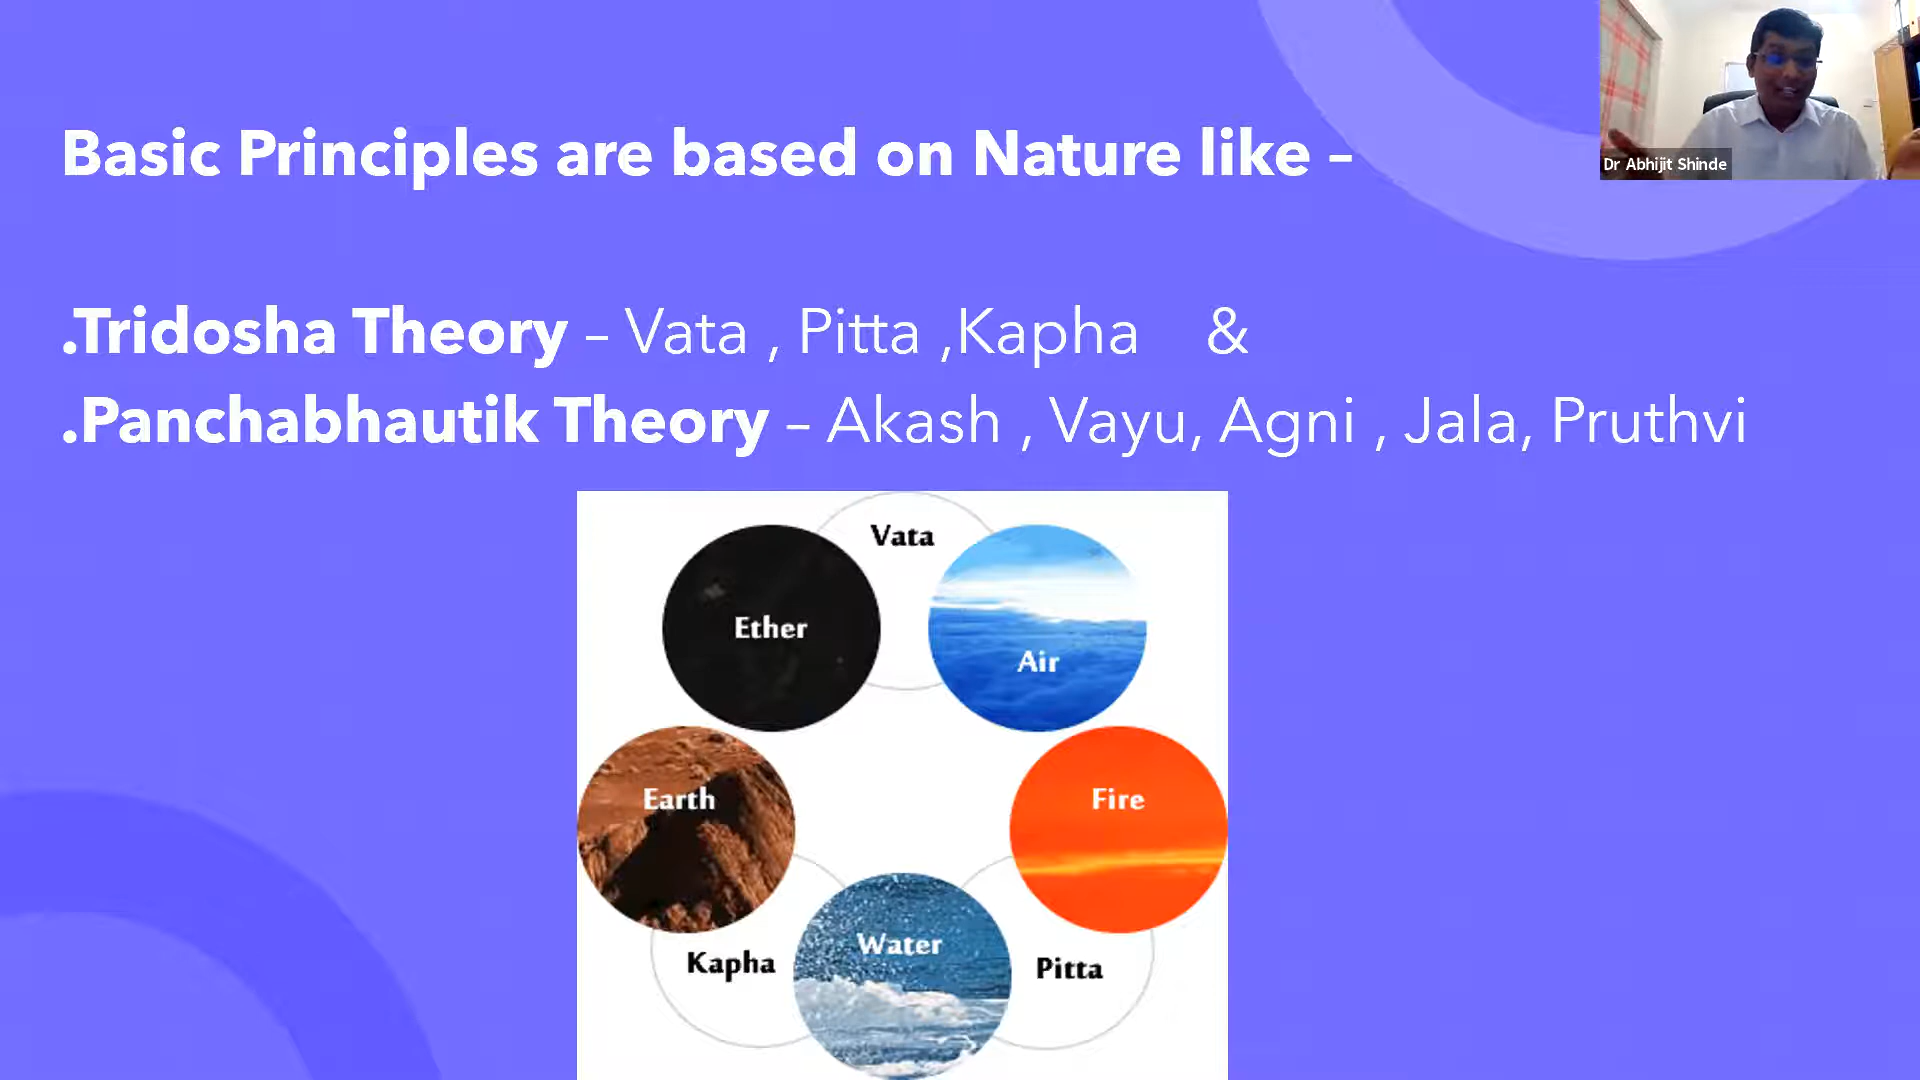 Basic Principles are based on Nature like –
Dr Abhijit Shinde
.Tridosha Theory – Vata , Pitta ,Kapha &
.Panchabhautik Theory – Akash , Vayu, Agni , Jala, Pruthvi
Vata
Ether
Air
Earth
Fire
Water
Kapha
Pitta